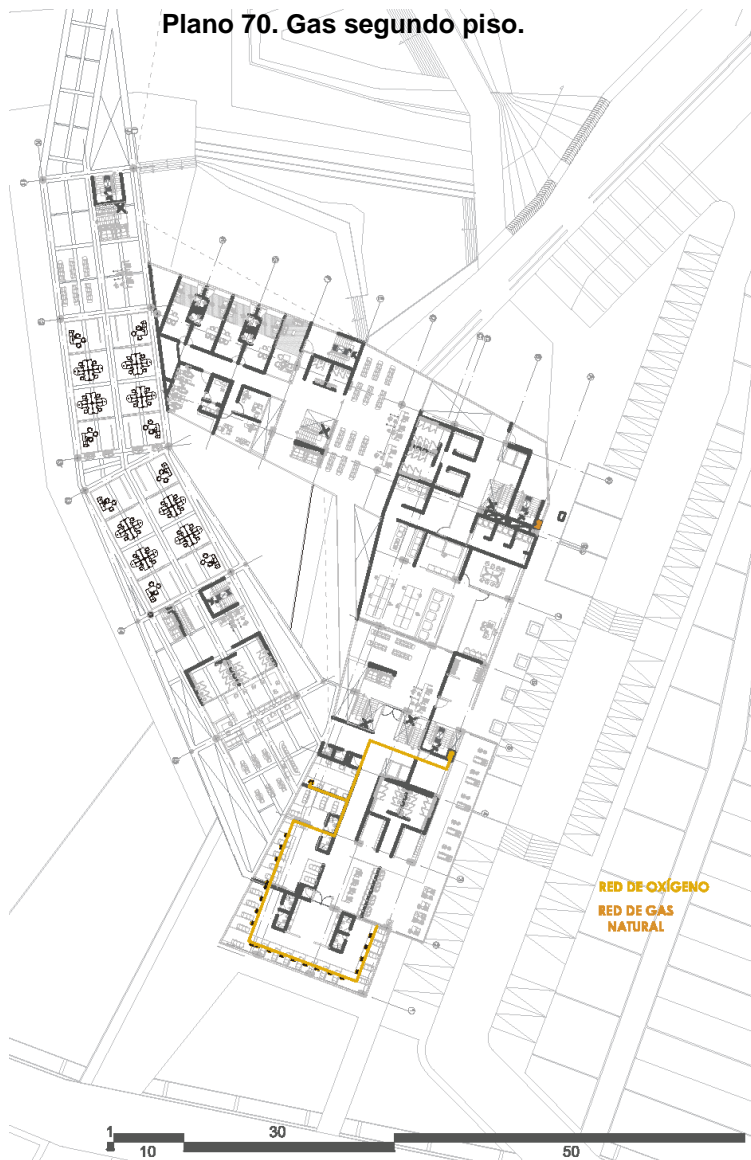 Plano 70. Gas segundo piso.
RED DE OXÍGENO
RED DE GAS
NATURAL
1
30
10
50